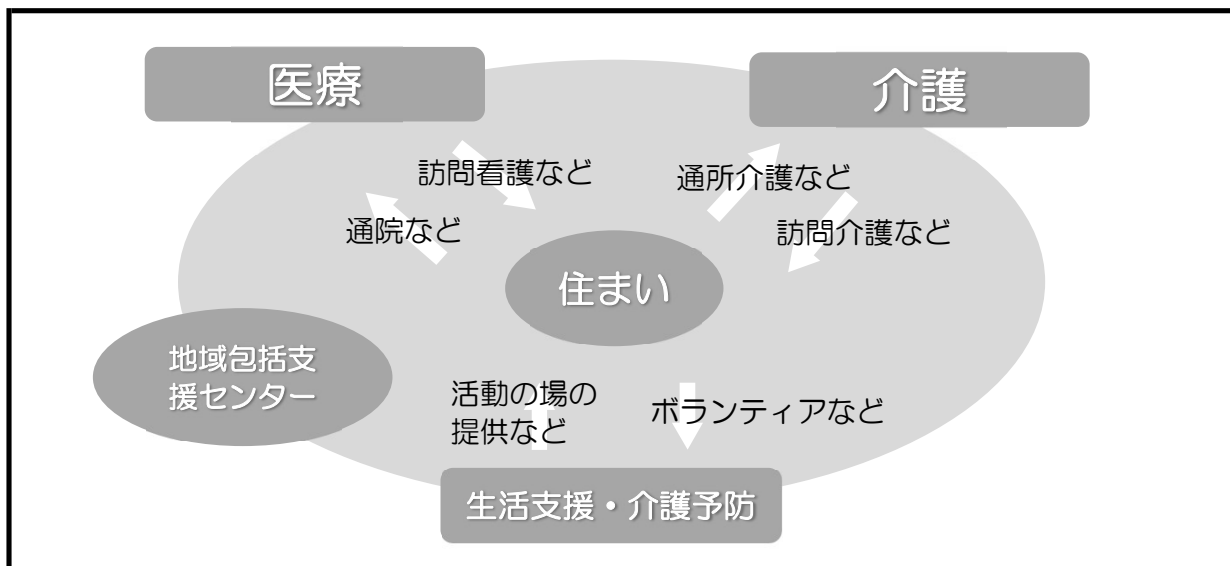 医療
介護
訪問看護など
通所介護など
通院など
訪問介護など
住まい
地域包括支
援センター
活動の場の
提供など
ボランティアなど
生活支援・介護予防